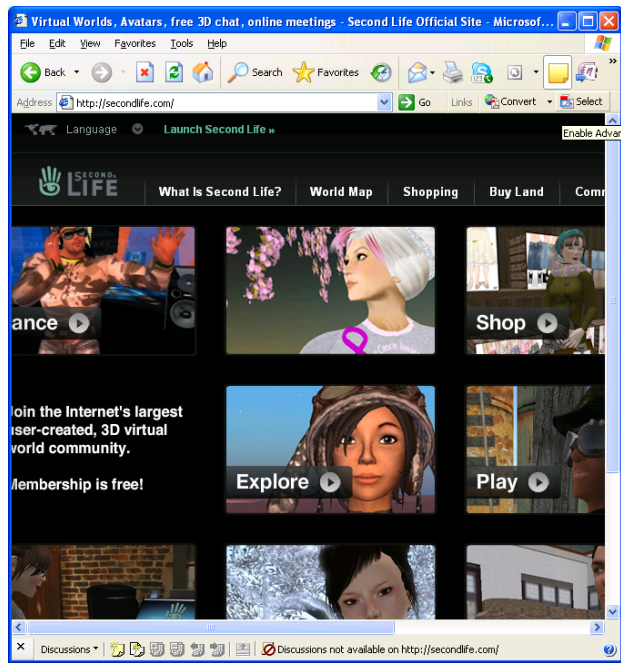 Virtual Worlds, Avatars, free 3D chat, online meetings - Second Life Official Site - Microsof...
File Edit View Favorites Tools Help
Back Search Favorites »
Address http://secondlife.com/ Go Links Convert Select
Language Launch Second Life » Enable Advan
SECOND LIFE What Is Second Life? World Map Shopping Buy Land Comm
ance Shop
Join the Internet's largest
user-created, 3D virtual
world community.
Membership is free!
Explore Play
Discussions Discussions not available on http://secondlife.com/